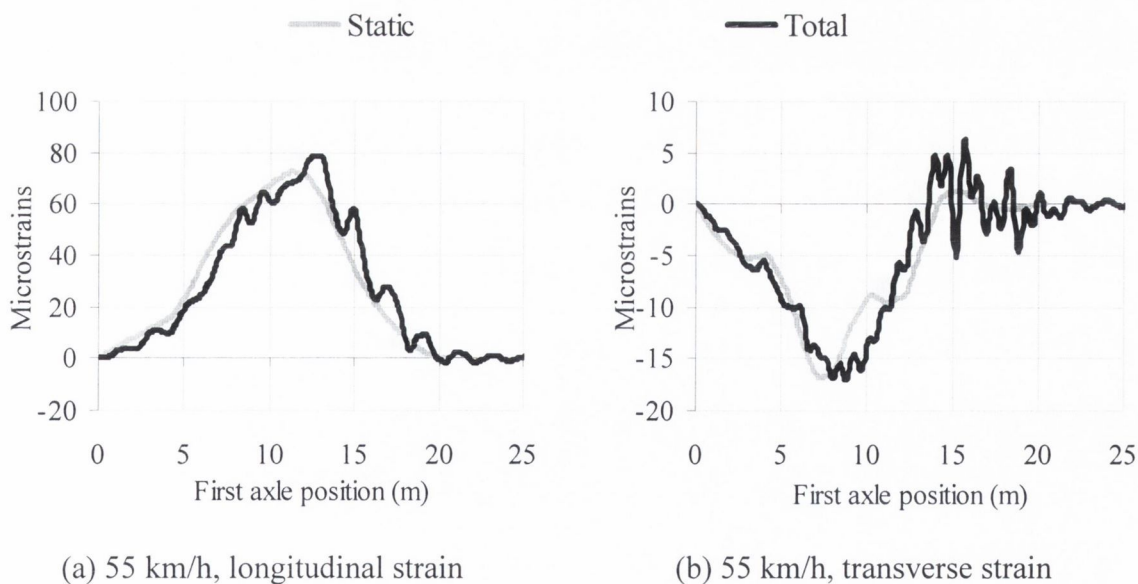 Static
Total
Microstrains
100
80
60
40
20
0
-20
0 5 10 15 20 25
First axle position (m)
(a) 55 km/h, longitudinal strain
Microstrains
10
5
0
-5
-10
-15
-20
0 5 10 15 20 25
First axle position (m)
(b) 55 km/h, transverse strain